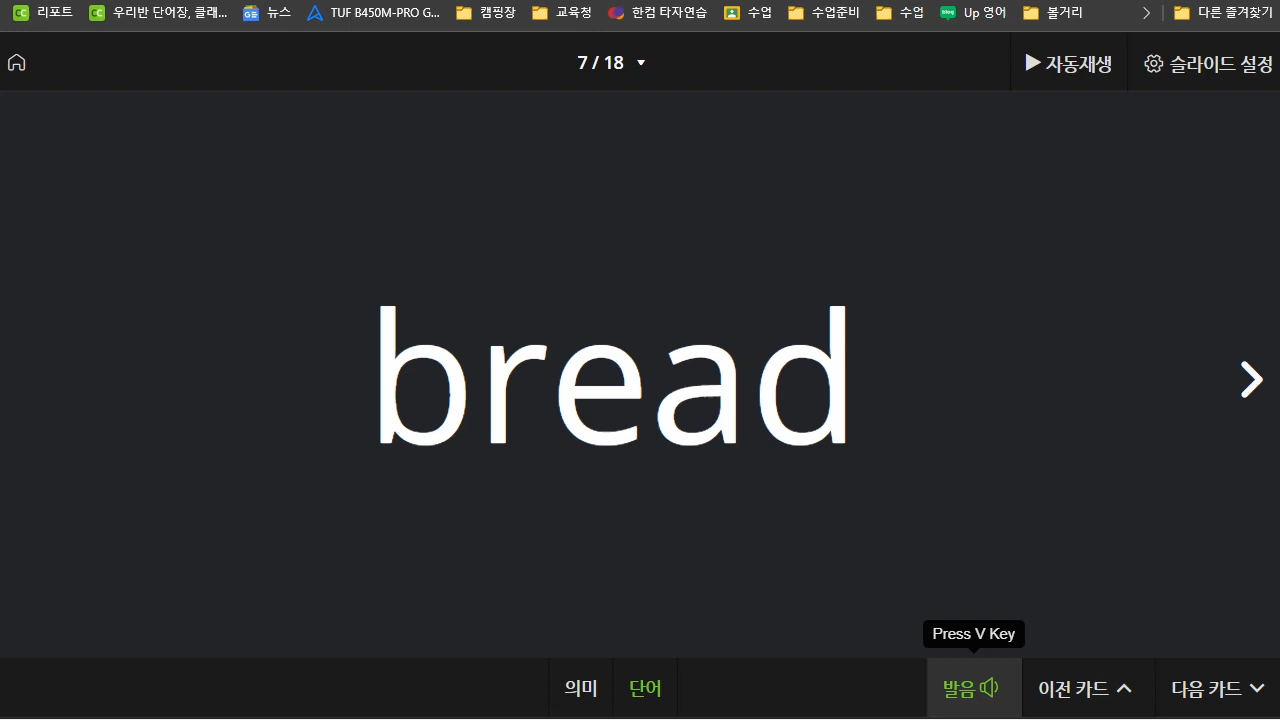 리포트 우리반 단어장, 클래... 뉴스 TUF B450M-PRO G... 캠핑장 교육청 한컴 타자연습 수업 수업준비 수업 Up 영어 볼거리 다른 즐겨찾기
7 / 18 자동재생 슬라이드 설정
bread
Press V Key
의미 단어 발음 이전 카드 다음 카드